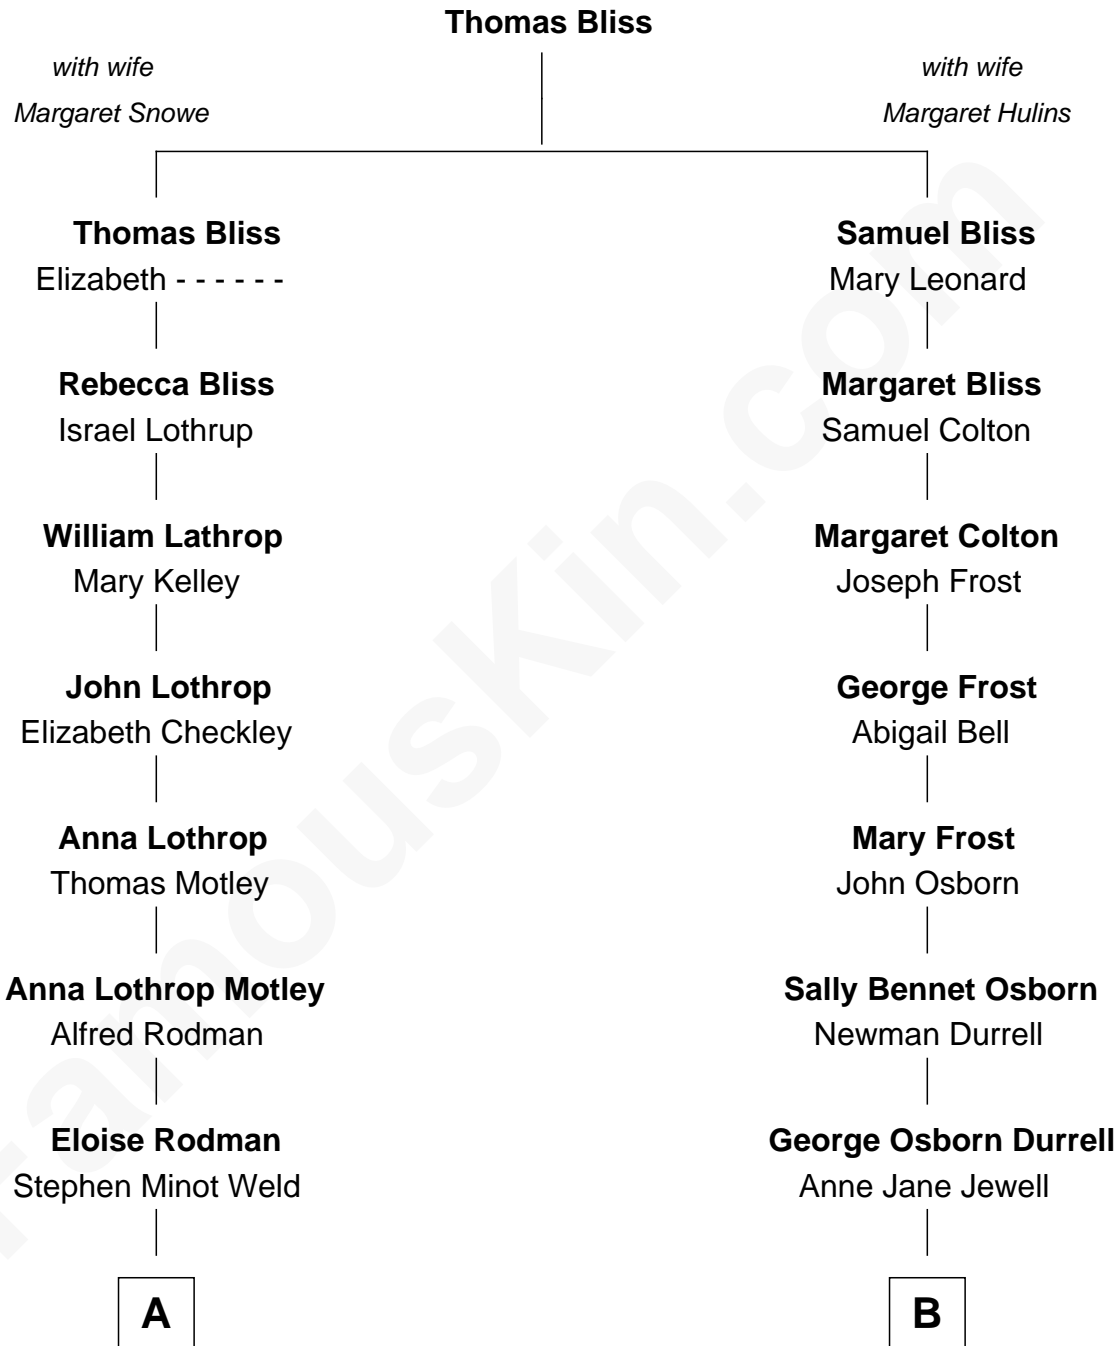 Thomas Bliss
with wife
Margaret Snowe
with wife
Margaret Hulins
Thomas Bliss
Elizabeth - - - - - -
Samuel Bliss
Mary Leonard
Rebecca Bliss
Israel Lothrup
Margaret Bliss
Samuel Colton
William Lathrop
Mary Kelley
Margaret Colton
Joseph Frost
John Lothrop
Elizabeth Checkley
George Frost
Abigail Bell
Anna Lothrop
Thomas Motley
Mary Frost
John Osborn
Anna Lothrop Motley
Alfred Rodman
Sally Bennet Osborn
Newman Durrell
Eloise Rodman
Stephen Minot Weld
George Osborn Durrell
Anne Jane Jewell
A
B
FamousKin.com